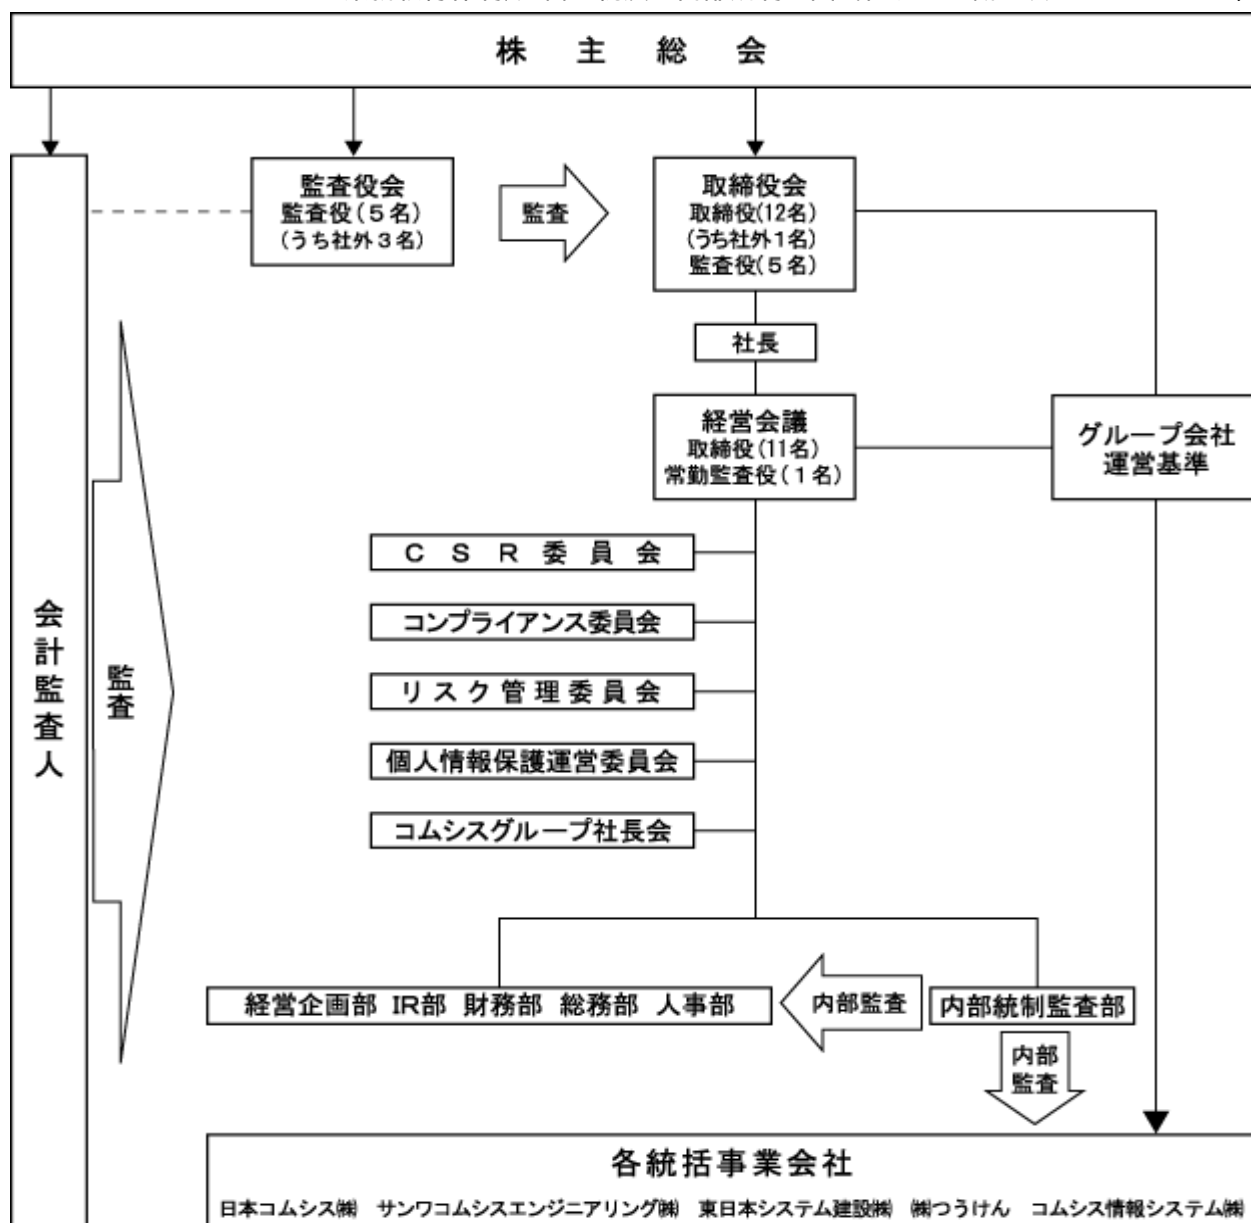 株主総会
監査役会
監査役(5名)
(うち社外3名)
監査
取締役会
取締役(12名)
(うち社外1名)
監査役(5名)
社長
経営会議
取締役(11名)
常勤監査役(1名)
グループ会社
運営基準
CSR委員会
コンプライアンス委員会
リスク管理委員会
個人情報保護運営委員会
コムシスグループ社長会
会計監査人
監査
経営企画部 IR部 財務部 総務部 人事部
内部監査
内部統制監査部
内部
監査
各統括事業会社
日本コムシス㈱ サンワコムシスエンジニアリング㈱ 東日本システム建設㈱ ㈱つうけん コムシス情報システム㈱